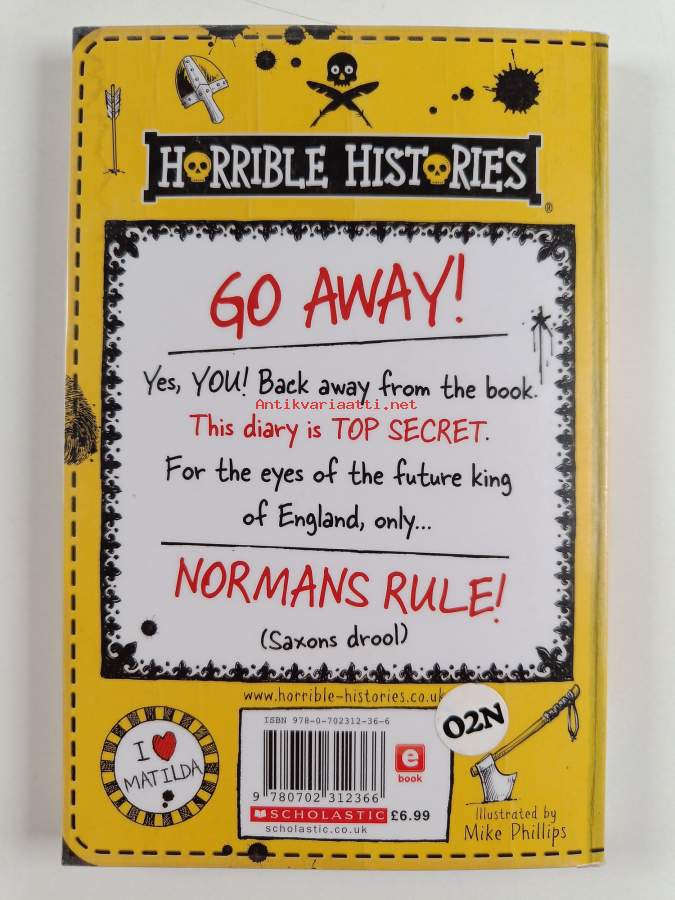 HORRIBLE HISTORIES
®
GO AWAY!
Yes, YOU! Back away from the book.
Antikvariaatti.net
This diary is TOP SECRET.
For the eyes of the future king
of England, only...
NORMANS RULE!
(Saxons drool)
www.horrible-histories.co.uk
ISBN 978-0-702312-36-6
02N
I
MATILDA
e
book
9 780702 312366
SCHOLASTIC £6.99
scholastic.co.uk
Illustrated by
Mike Phillips